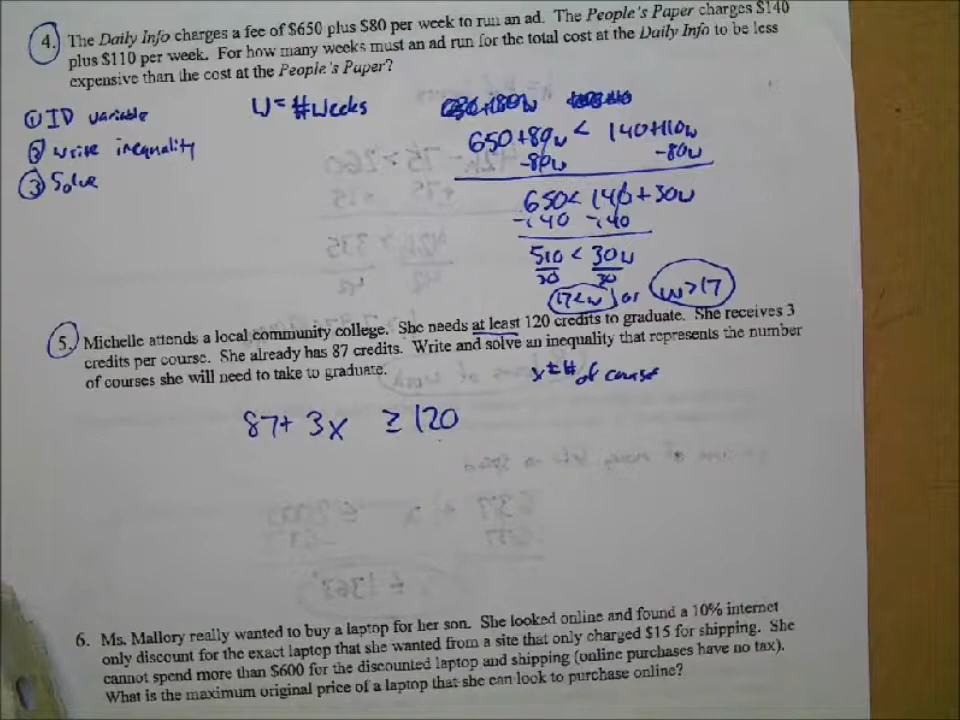 4. The Daily Info charges a fee of $650 plus $80 per week to run an ad. The People's Paper charges $140
plus $110 per week. For how many weeks must an ad run for the total cost at the Daily Info to be less
expensive than the cost at the People's Paper?
① ID variable
W = # weeks
② write inequality
③ Solve
650+80w < 140+110w
-80w -80w
650 < 140 + 30w
-140 -140
510 < 30w
30 30
17<w or w>17
5. Michelle attends a local community college. She needs at least 120 credits to graduate. She receives 3
credits per course. She already has 87 credits. Write and solve an inequality that represents the number
of courses she will need to take to graduate.
x = # of courses
87+ 3x ≥ 120
6. Ms. Mallory really wanted to buy a laptop for her son. She looked online and found a 10% internet
only discount for the exact laptop that she wanted from a site that only charged $15 for shipping. She
cannot spend more than $600 for the discounted laptop and shipping (online purchases have no tax).
What is the maximum original price of a laptop that she can look to purchase online?